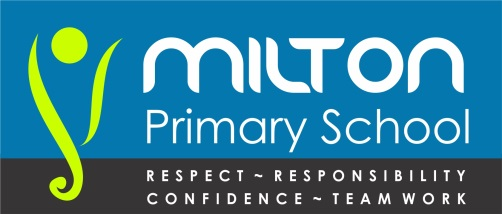 MILTON
Primary School
RESPECT ~ RESPONSIBILITY
CONFIDENCE ~ TEAM WORK